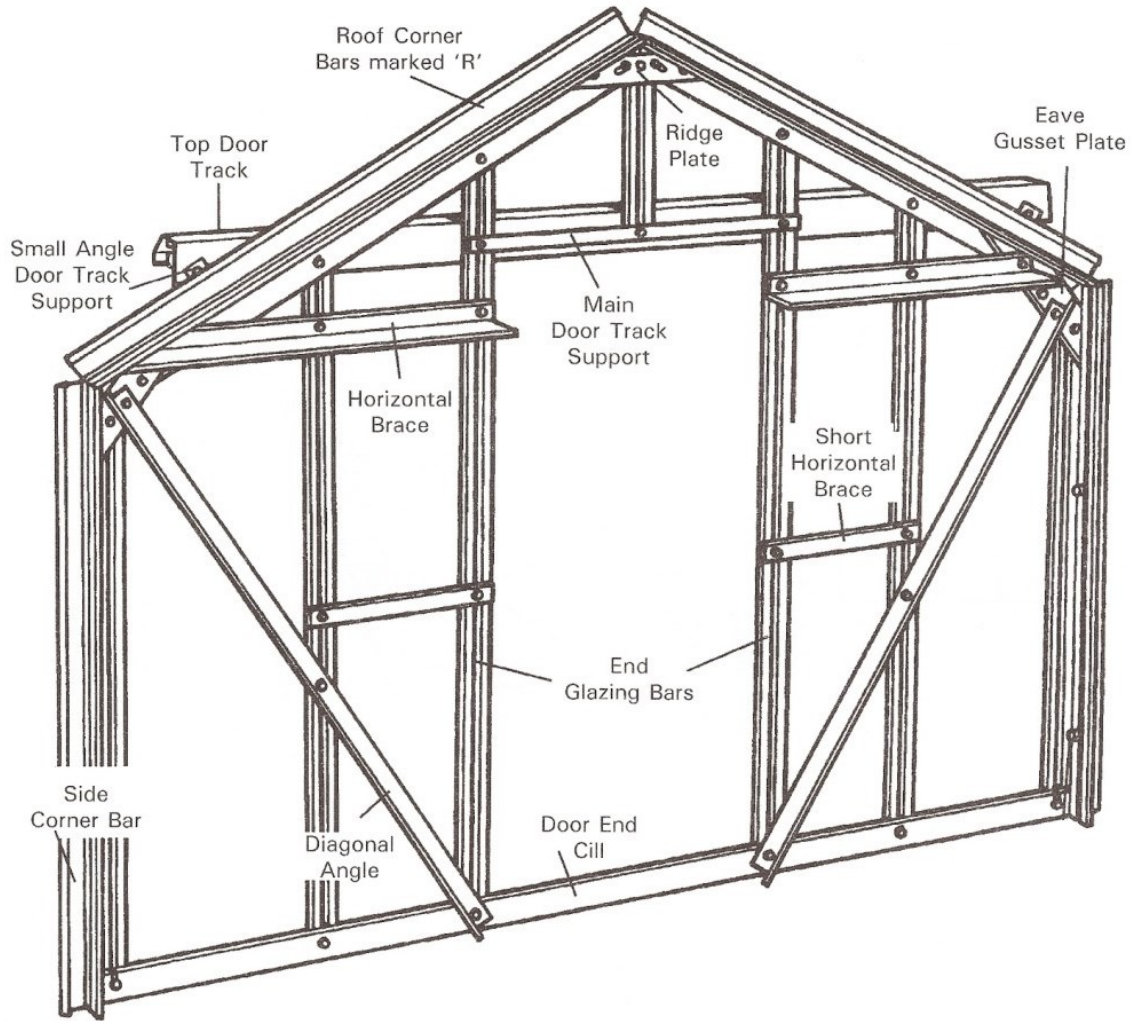 Roof Corner
Bars marked 'R'
Top Door
Track
Ridge
Plate
Eave
Gusset Plate
Small Angle
Door Track
Support
Main
Door Track
Support
Horizontal
Brace
Short
Horizontal
Brace
End
Glazing Bars
Side
Corner Bar
Diagonal
Angle
Door End
Cill